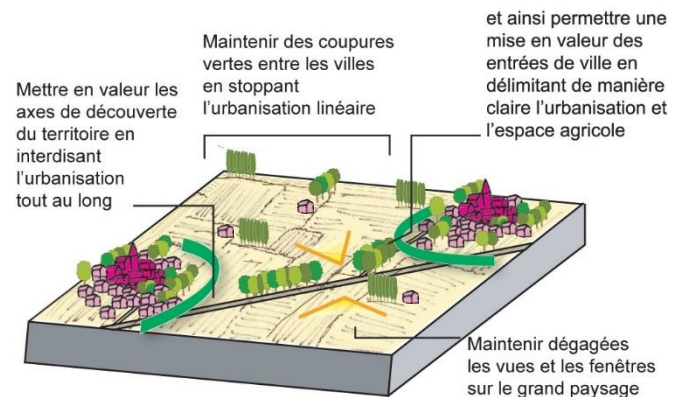 Mettre en valeur les
axes de découverte
du territoire en
interdisant
l'urbanisation
tout au long
Maintenir des coupures
vertes entre les villes
en stoppant
l'urbanisation linéaire
et ainsi permettre une
mise en valeur des
entrées de ville en
délimitant de manière
claire l'urbanisation et
l'espace agricole
Maintenir dégagées
les vues et les fenêtres
sur le grand paysage